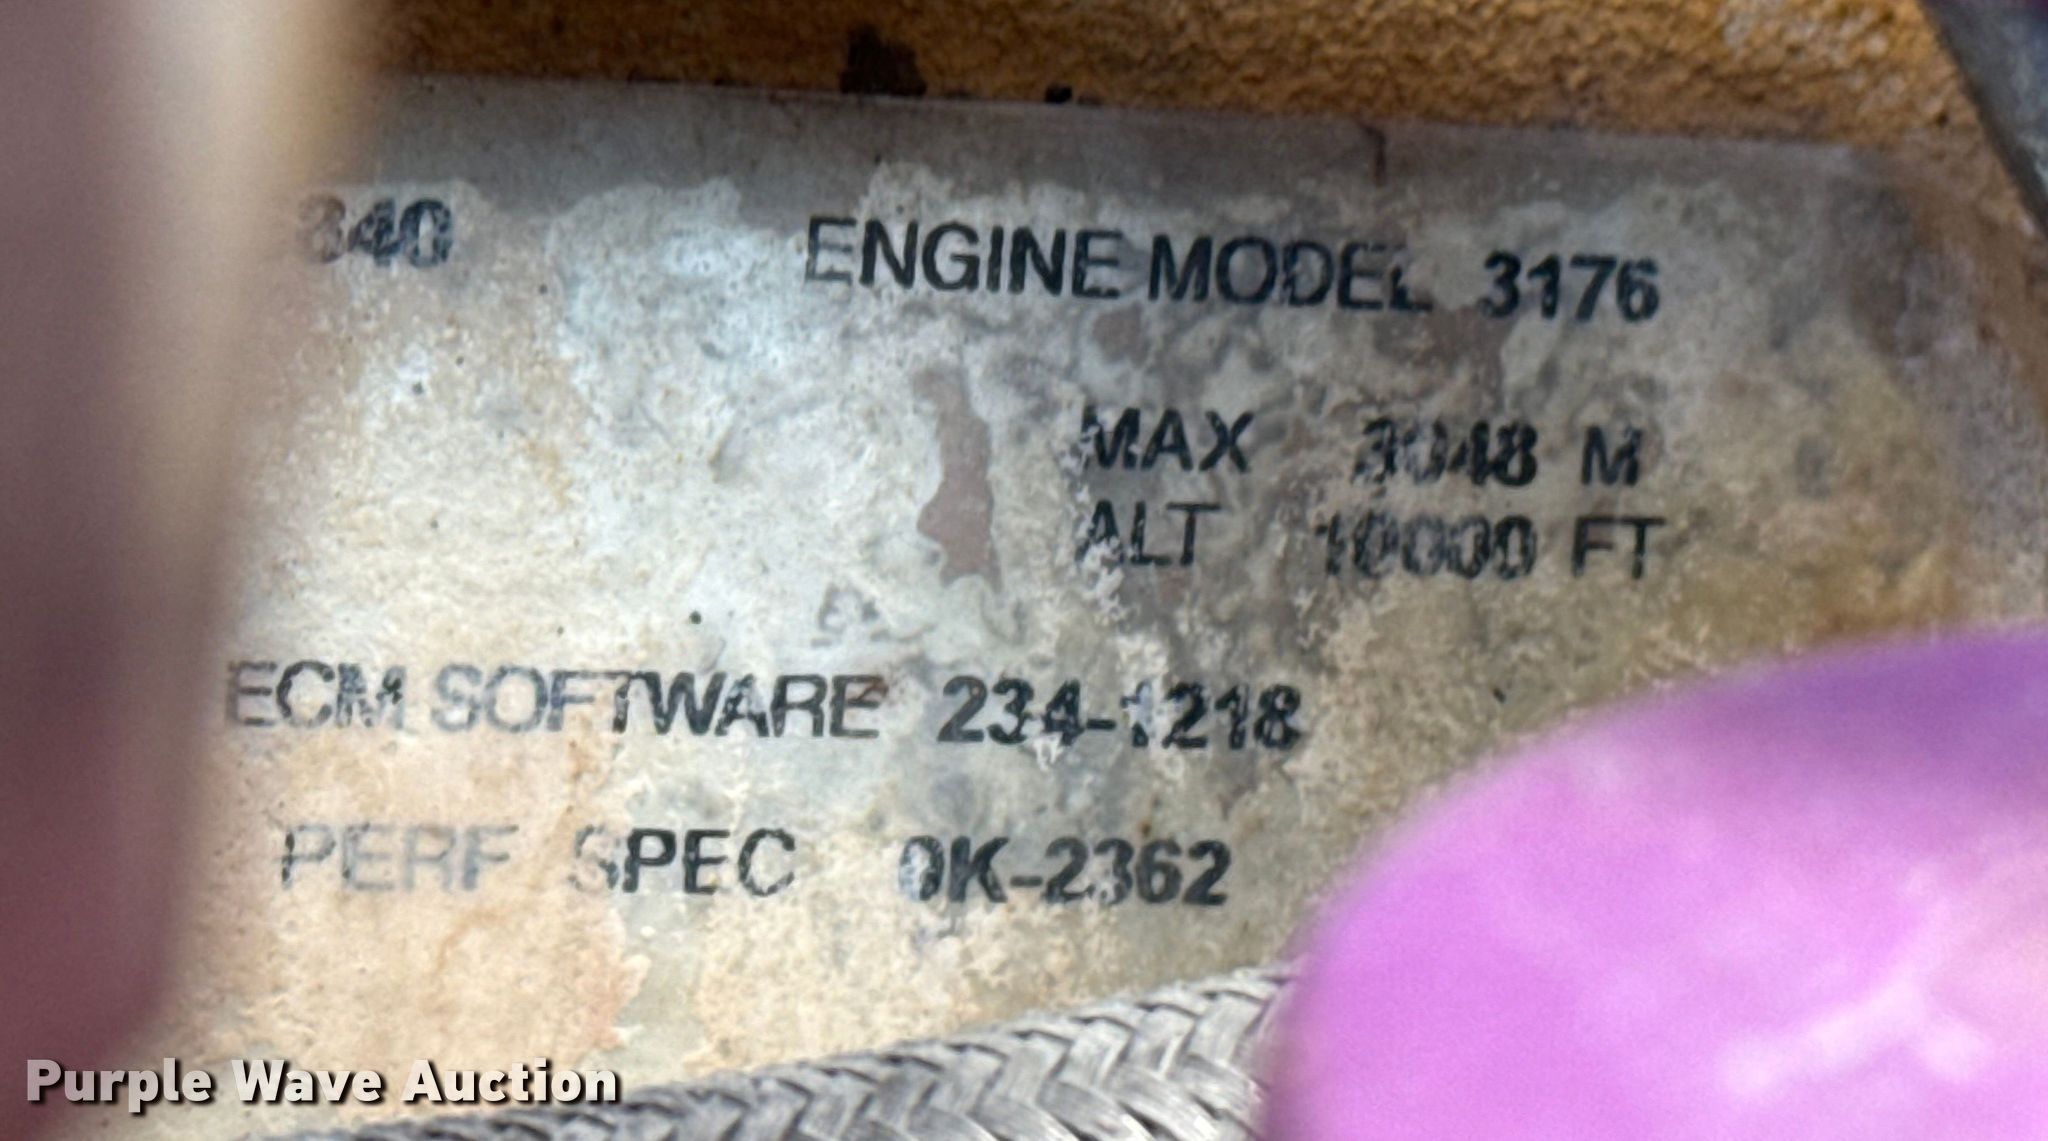 340 ENGINE MODEL 3176
MAX 3048 M
ALT 10000 FT
ECM SOFTWARE 234-1218
PERF SPEC 0K-2362
Purple Wave Auction